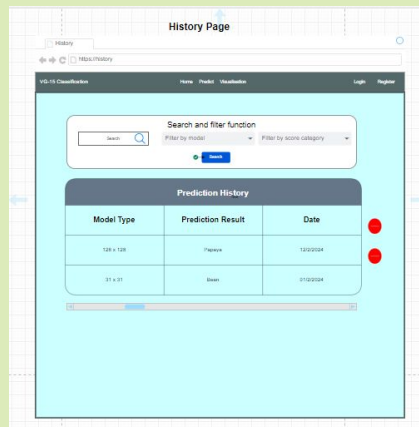 History Page
History
https://history
VG-15 Classification Home Predict Visualisation Login Register
Search and filter function
Search Filter by model Filter by score category
Search
Prediction History
Model Type Prediction Result Date
128 x 128 Papaya 12/2/2024
31 x 31 Bean 01/2/2024